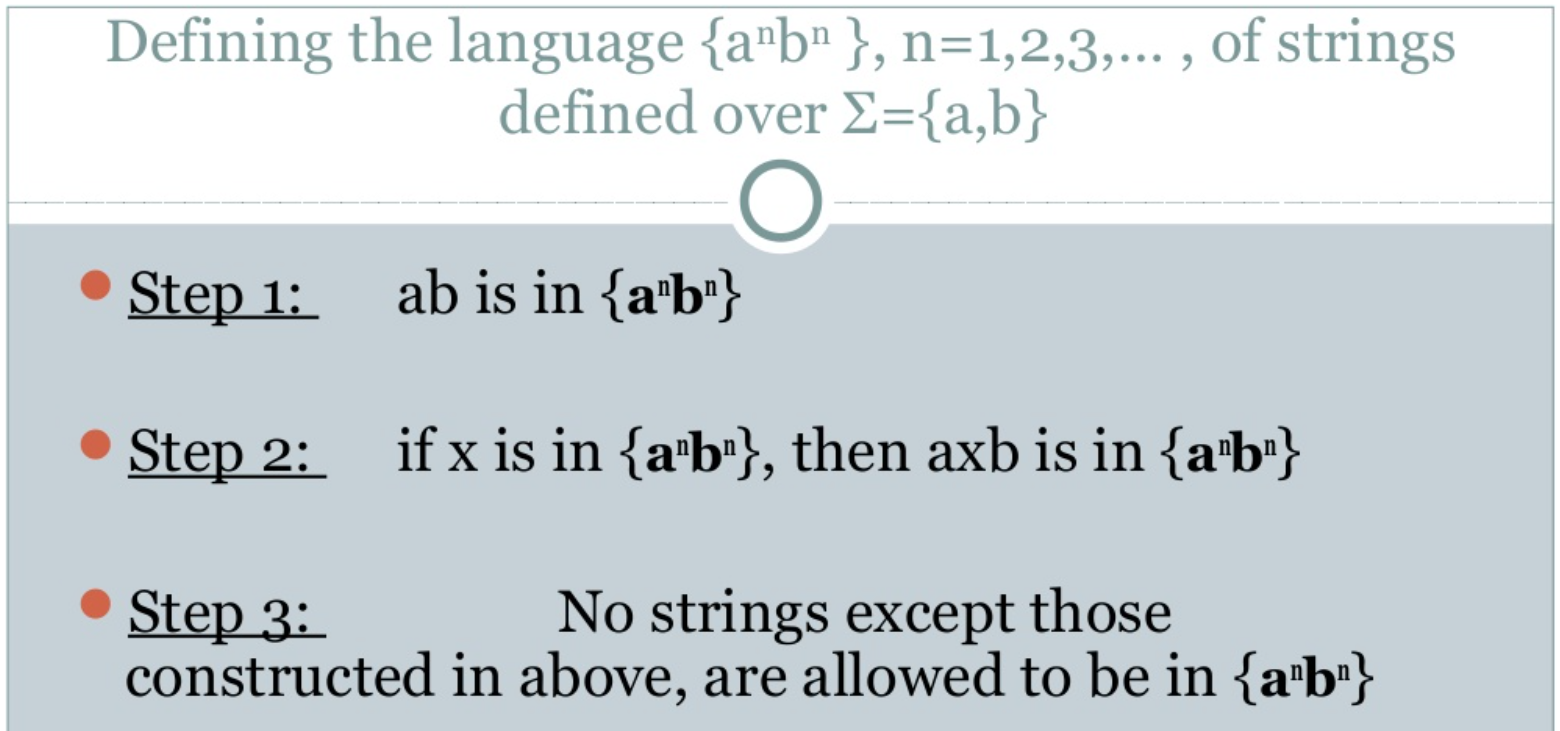 Defining the language {aⁿbⁿ }, n=1,2,3,… , of strings
defined over Σ={a,b}
Step 1: ab is in {aⁿbⁿ}
Step 2: if x is in {aⁿbⁿ}, then axb is in {aⁿbⁿ}
Step 3: No strings except those
constructed in above, are allowed to be in {aⁿbⁿ}